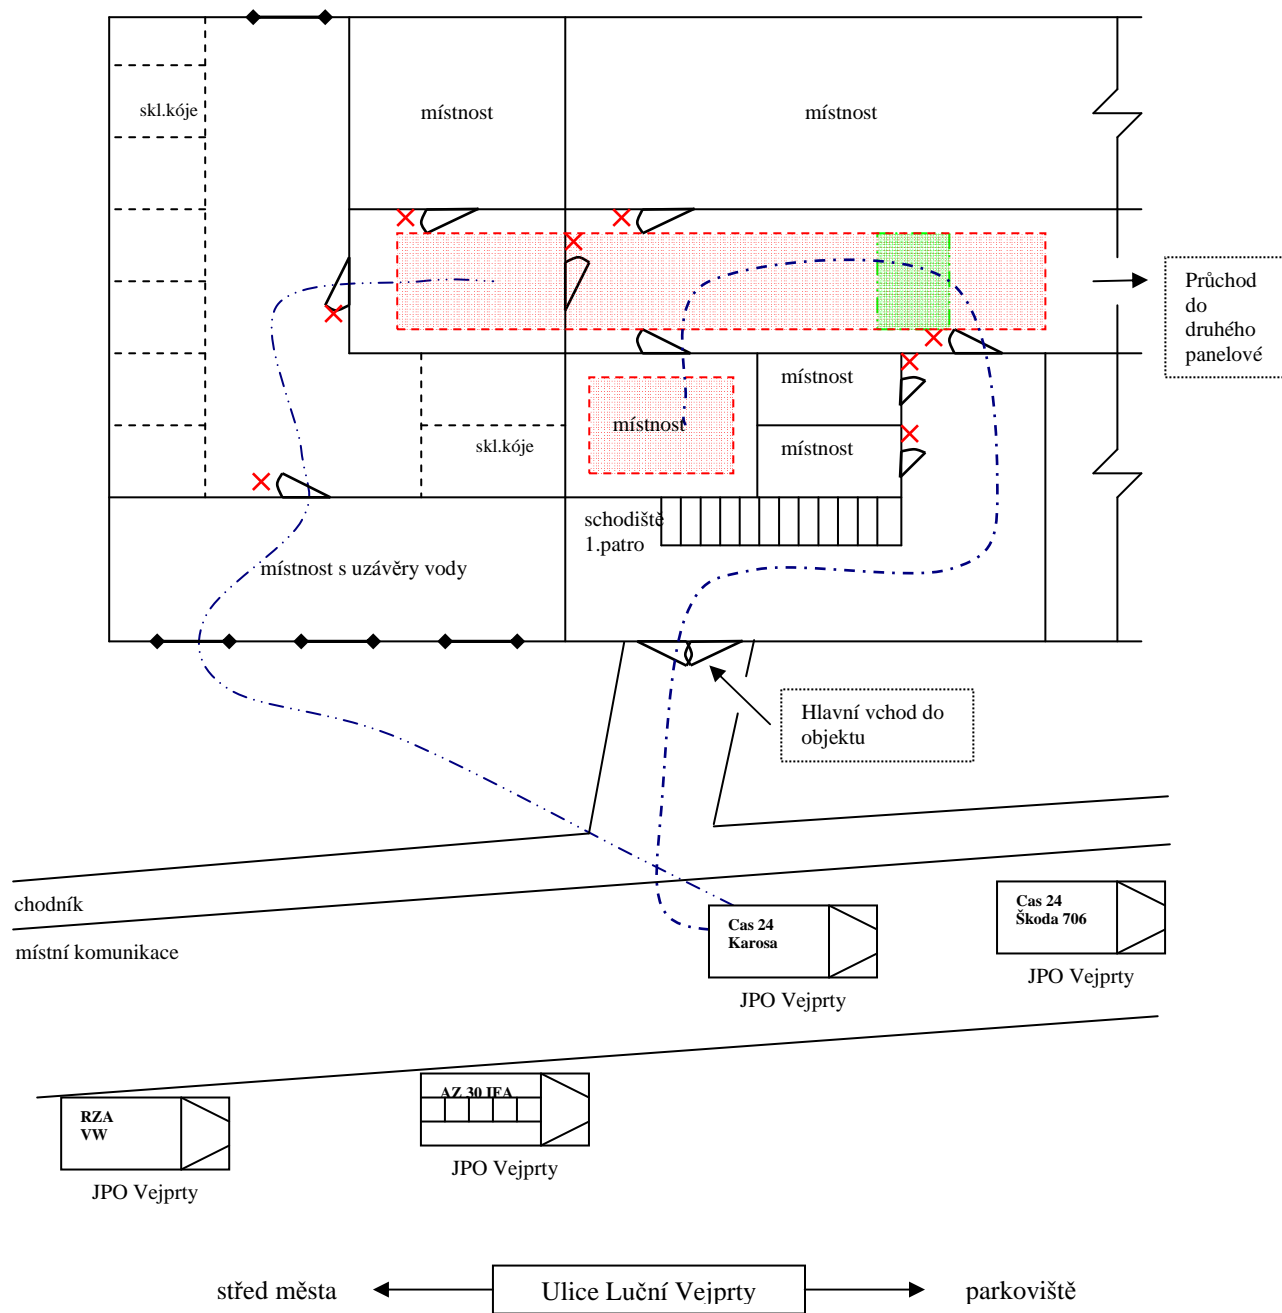 skl.kóje
místnost
místnost
Průchod
do
druhého
panelové
místnost
místnost
místnost
skl.kóje
schodiště
1.patro
místnost s uzávěry vody
Hlavní vchod do
objektu
chodník
místní komunikace
Cas 24
Karosa
JPO Vejprty
Cas 24
Škoda 706
JPO Vejprty
RZA
VW
JPO Vejprty
AZ 30 IFA
JPO Vejprty
střed města
Ulice Luční Vejprty
parkoviště